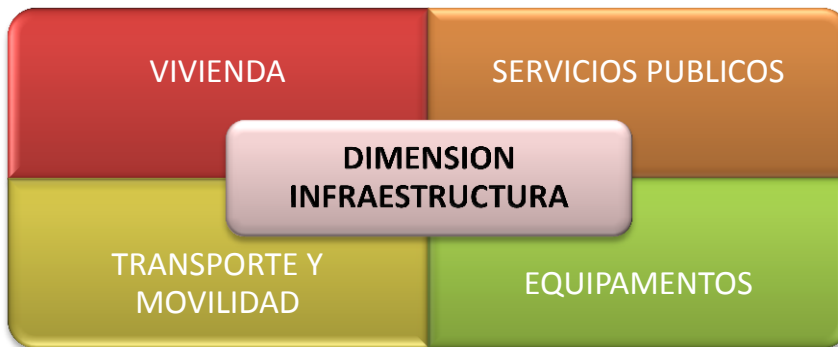 VIVIENDA
SERVICIOS PUBLICOS
DIMENSION
INFRAESTRUCTURA
TRANSPORTE Y
MOVILIDAD
EQUIPAMENTOS